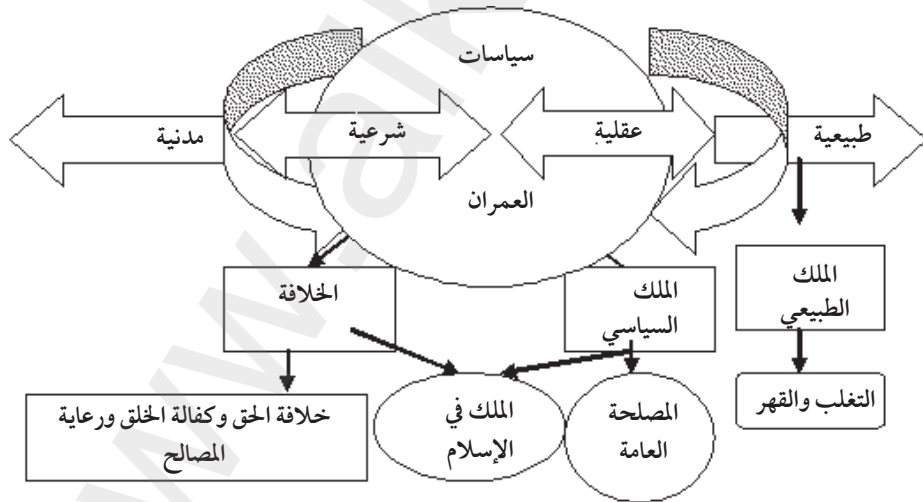 سياسات
طبيعية
عقلية
شرعية
مدنية
العمران
الملك
الطبيعي
الملك
السياسي
الخلافة
التغلب والقهر
المصلحة
العامة
الملك في
الإسلام
خلافة الحق وكفالة الخلق ورعاية
المصالح